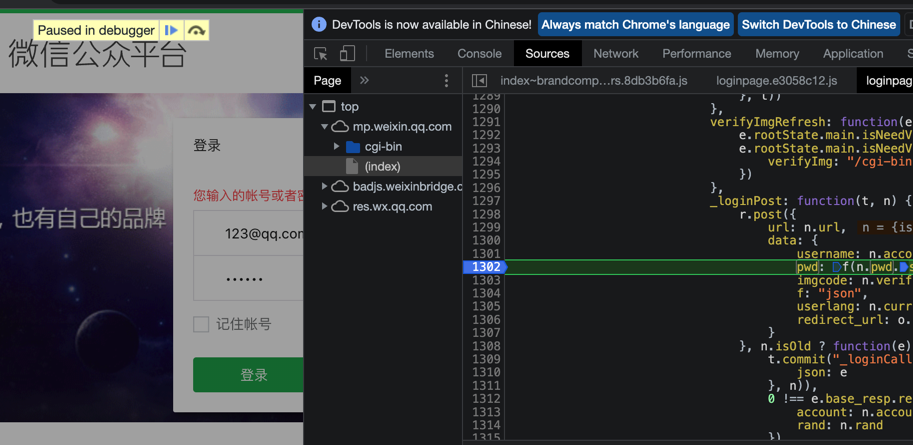 DevTools is now available in Chinese! Always match Chrome's language Switch DevTools to Chinese
Paused in debugger
微信公众平台
Elements Console Sources Network Performance Memory Application
Page
index~brandcomp...rs.8db3b6fa.js loginpage.e3058c12.js loginpag
top
mp.weixin.qq.com
cgi-bin
(index)
badjs.weixinbridge.c
res.wx.qq.com
登录
您输入的帐号或者密
，也有自己的品牌
123@qq.com
••••••
记住帐号
登录
1289 }, t))
1290 },
1291 verifyImgRefresh: function(e
1292 e.rootState.main.isNeedV
1293 e.rootState.main.isNeedV
1294 verifyImg: "/cgi-bin
1295 })
1296 },
1297 _loginPost: function(t, n) {
1298 r.post({
1299 url: n.url, n = {is
1300 data: {
1301 username: n.acco
1302 pwd: f(n.pwd.s
1303 imgcode: n.verif
1304 f: "json",
1305 userlang: n.curr
1306 redirect_url: o.
1307 }
1308 }, n.isOld ? function(e)
1309 t.commit("_loginCall
1310 json: e
1311 }, n)),
1312 0 !== e.base_resp.re
1313 account: n.accou
1314 rand: n.rand
1315 })